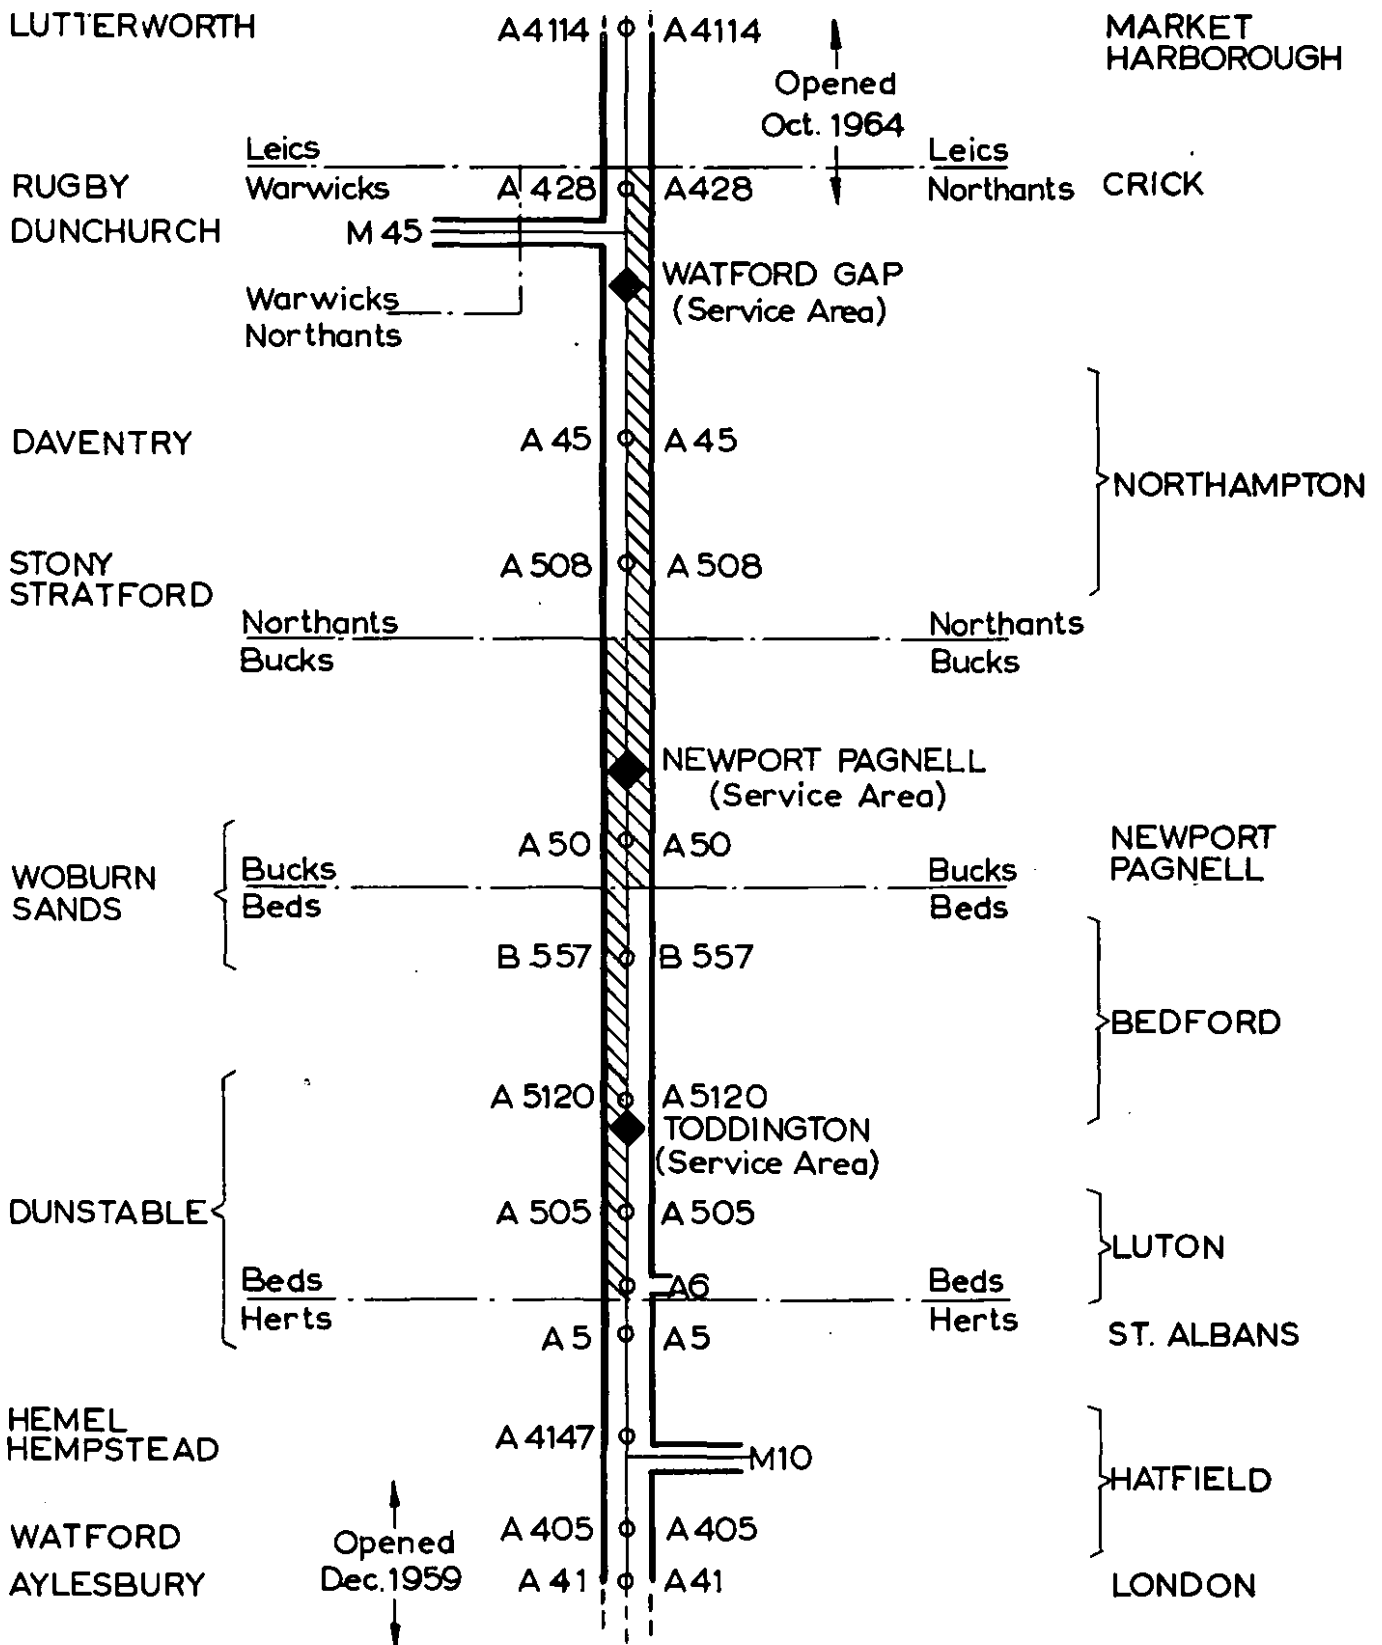 LUTTERWORTH
A4114
A4114
MARKET
HARBOROUGH
Opened
Oct. 1964
Leics
Warwicks
Leics
Northants
RUGBY
A 428
A428
CRICK
DUNCHURCH
M 45
WATFORD GAP
(Service Area)
Warwicks
Northants
DAVENTRY
A 45
A 45
NORTHAMPTON
STONY
STRATFORD
A 508
A 508
Northants
Bucks
Northants
Bucks
NEWPORT PAGNELL
(Service Area)
A 50
A 50
NEWPORT
PAGNELL
WOBURN
SANDS
Bucks
Beds
Bucks
Beds
B 557
B 557
BEDFORD
A 5120
A 5120
TODDINGTON
(Service Area)
DUNSTABLE
A 505
A 505
LUTON
Beds
Herts
A6
Beds
Herts
A 5
A 5
ST. ALBANS
HEMEL
HEMPSTEAD
A 4147
M10
HATFIELD
WATFORD
A 405
A 405
Opened
Dec. 1959
AYLESBURY
A 41
A41
LONDON